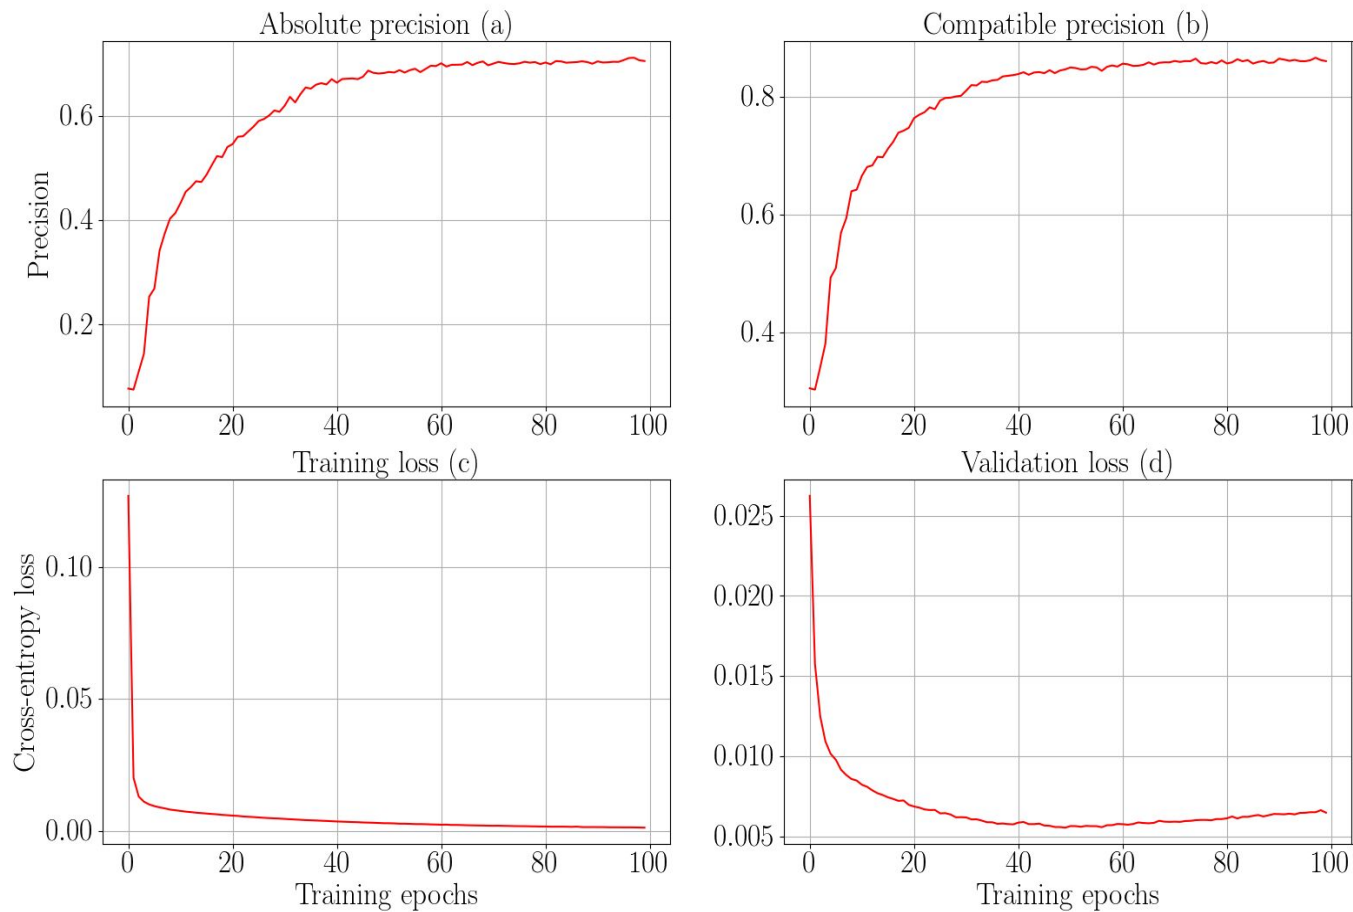 Absolute precision (a)
Compatible precision (b)
Precision
0.6
0.4
0.2
0 20 40 60 80 100
0.8
0.6
0.4
0 20 40 60 80 100
Training loss (c)
Validation loss (d)
Cross-entropy loss
0.10
0.05
0.00
0 20 40 60 80 100
Training epochs
0.025
0.020
0.015
0.010
0.005
0 20 40 60 80 100
Training epochs